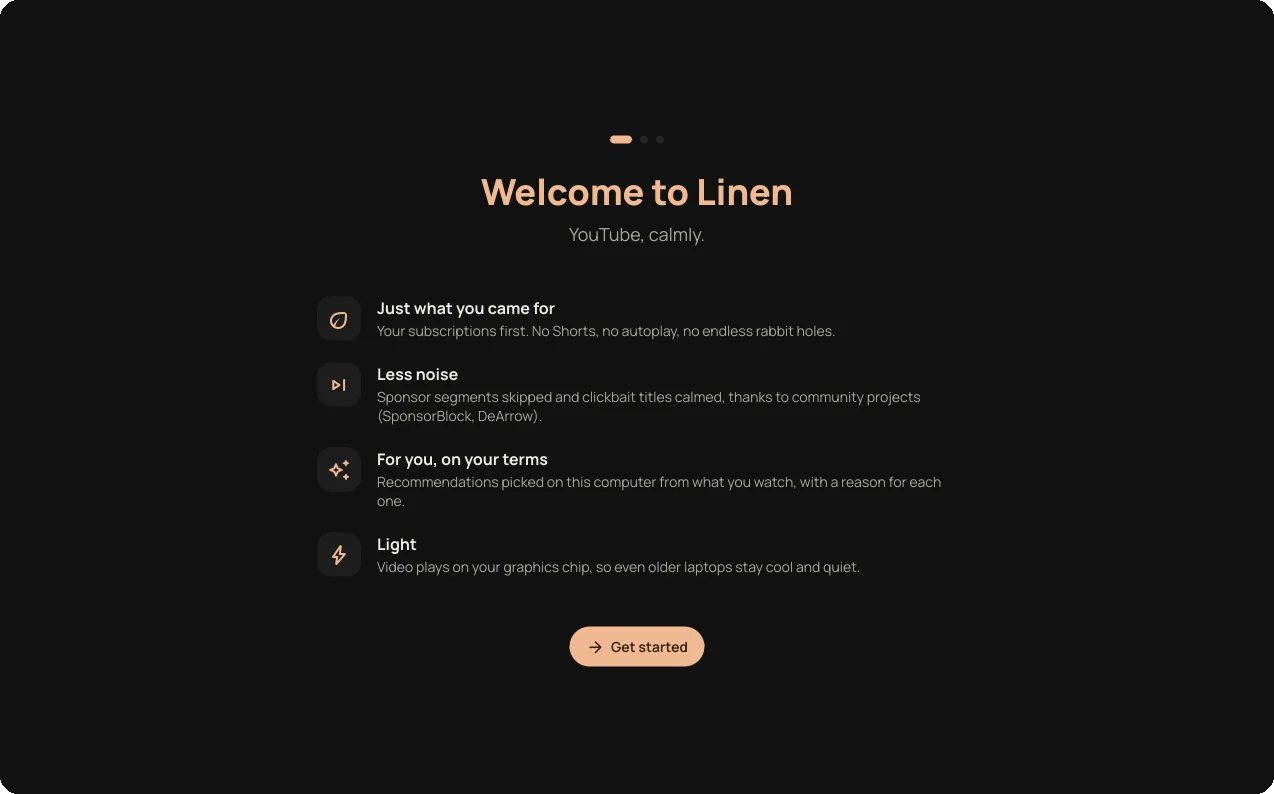 Welcome to Linen
YouTube, calmly.
Just what you came for
Your subscriptions first. No Shorts, no autoplay, no endless rabbit holes.
Less noise
Sponsor segments skipped and clickbait titles calmed, thanks to community projects
(SponsorBlock, DeArrow).
For you, on your terms
Recommendations picked on this computer from what you watch, with a reason for each
one.
Light
Video plays on your graphics chip, so even older laptops stay cool and quiet.
Get started